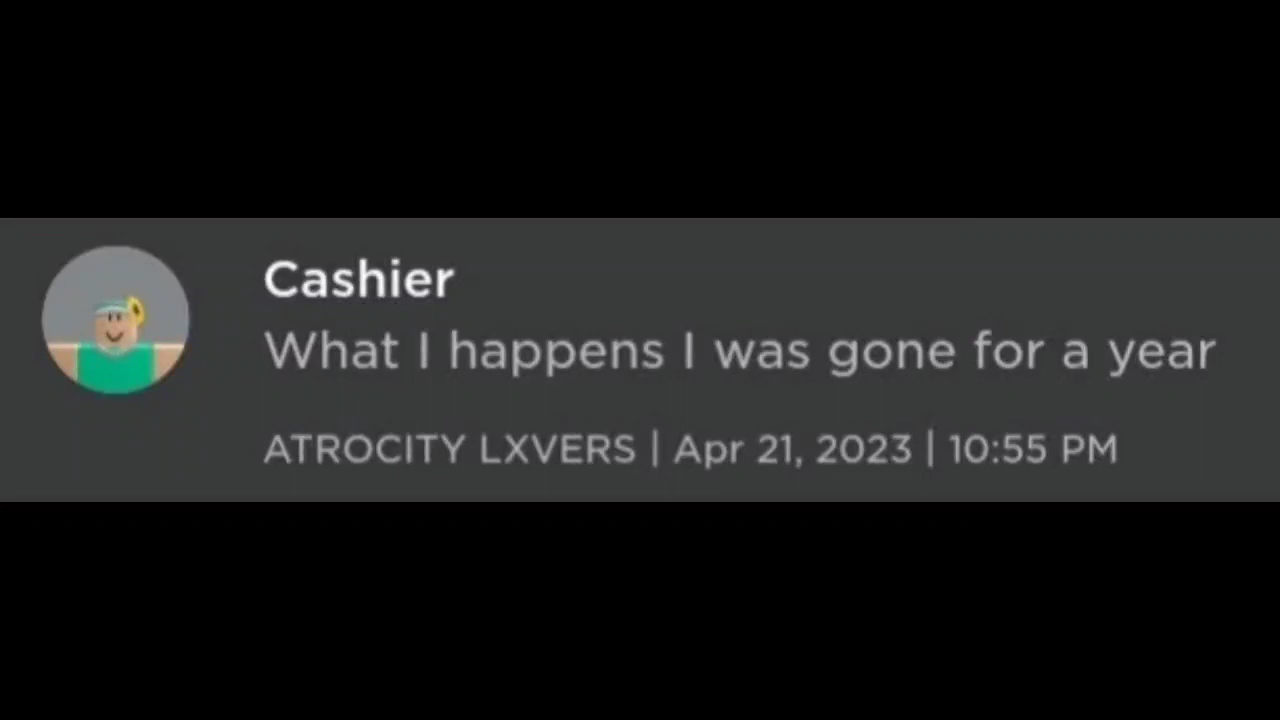 Cashier
What I happens I was gone for a year
ATROCITY LXVERS | Apr 21, 2023 | 10:55 PM